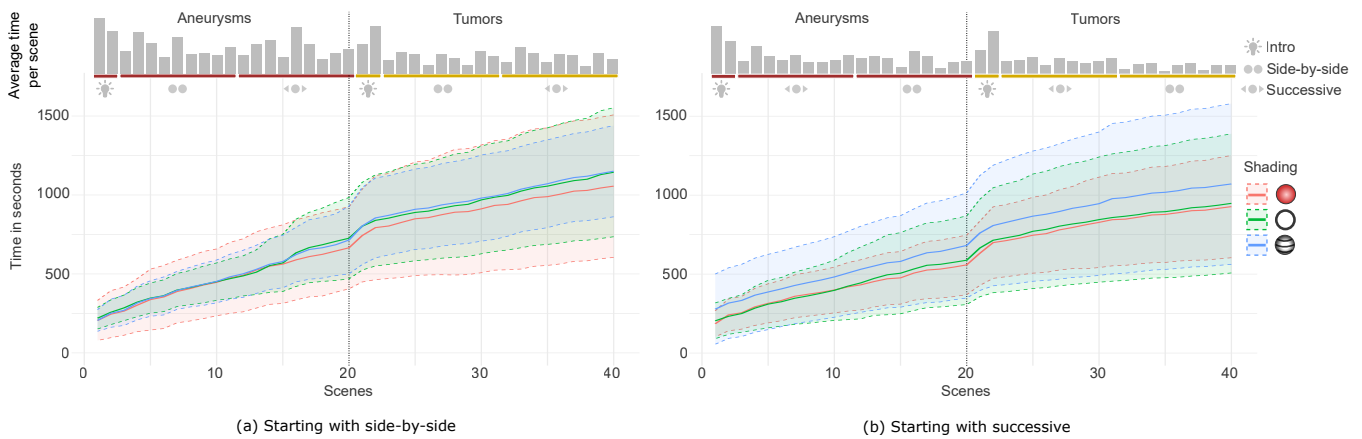 Average time
per scene
Aneurysms
Tumors
Time in seconds
1500
1000
500
0
0
10
20
30
40
Scenes
(a) Starting with side-by-side
Aneurysms
Tumors
1500
1000
500
0
0
10
20
30
40
Scenes
(b) Starting with successive
Intro
Side-by-side
Successive
Shading